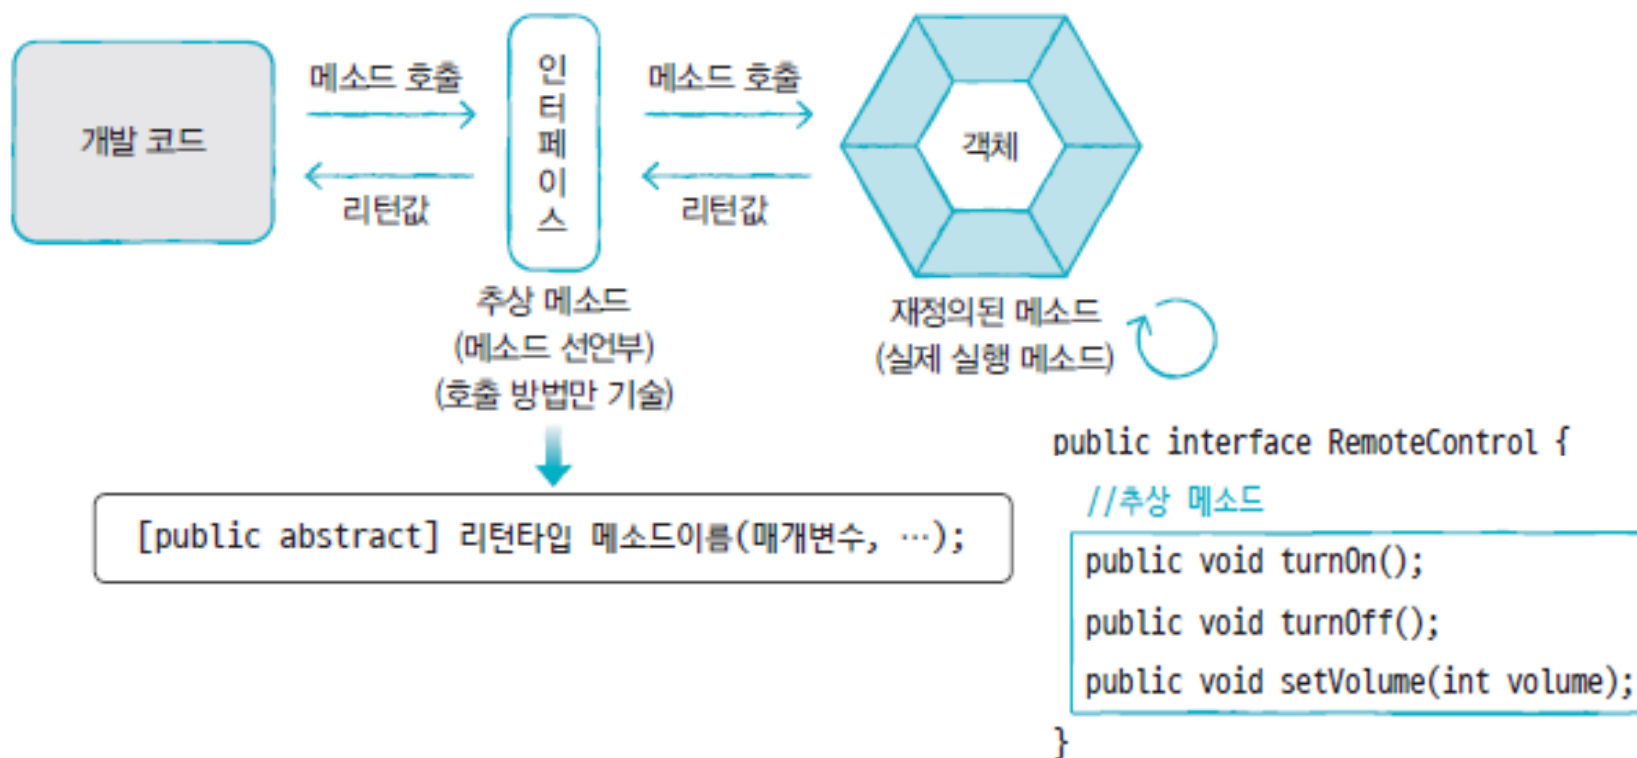 개발 코드
메소드 호출
리턴값
인터페이스
메소드 호출
리턴값
객체
추상 메소드
(메소드 선언부)
(호출 방법만 기술)
재정의된 메소드
(실제 실행 메소드)
[public abstract] 리턴타입 메소드이름(매개변수, …);
public interface RemoteControl {
//추상 메소드
public void turnOn();
public void turnOff();
public void setVolume(int volume);
}